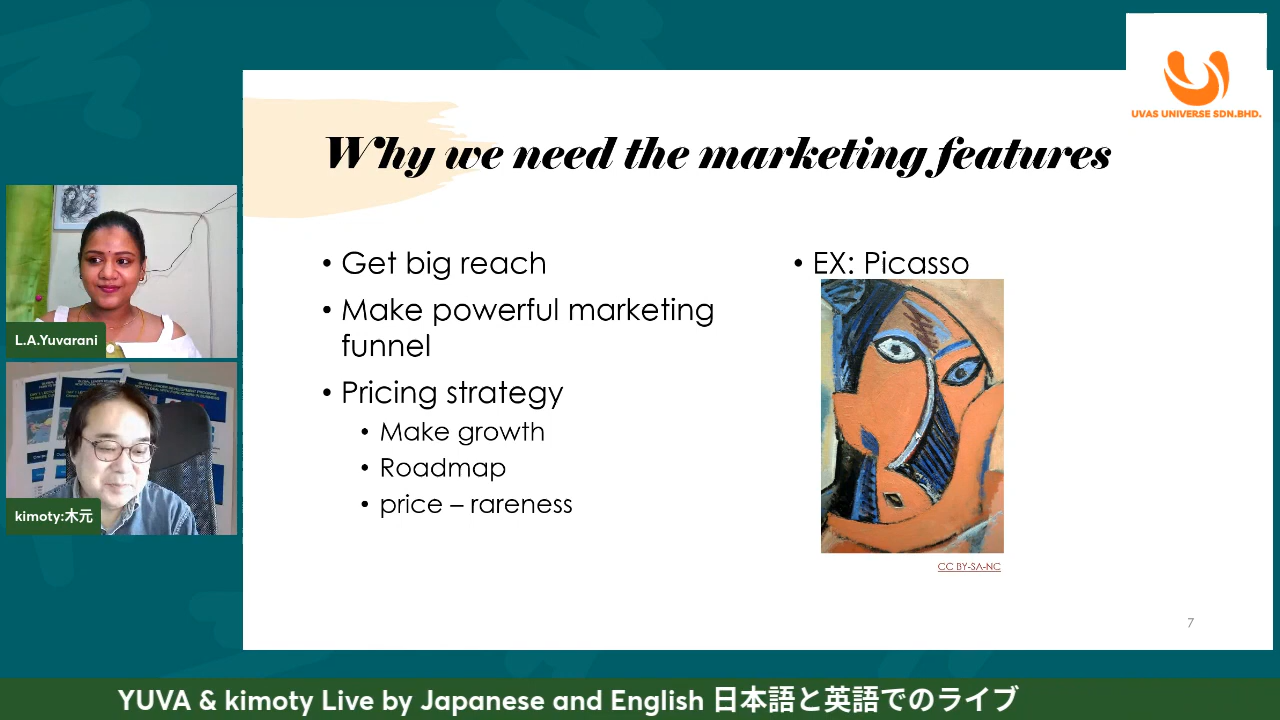 UVAS UNIVERSE SDN.BHD.
Why we need the marketing features
• Get big reach
• Make powerful marketing
funnel
• Pricing strategy
• Make growth
• Roadmap
• price – rareness
• EX: Picasso
CC BY-SA-NC
7
L.A.Yuvarani
kimoty:木元
YUVA & kimoty Live by Japanese and English 日本語と英語でのライブ